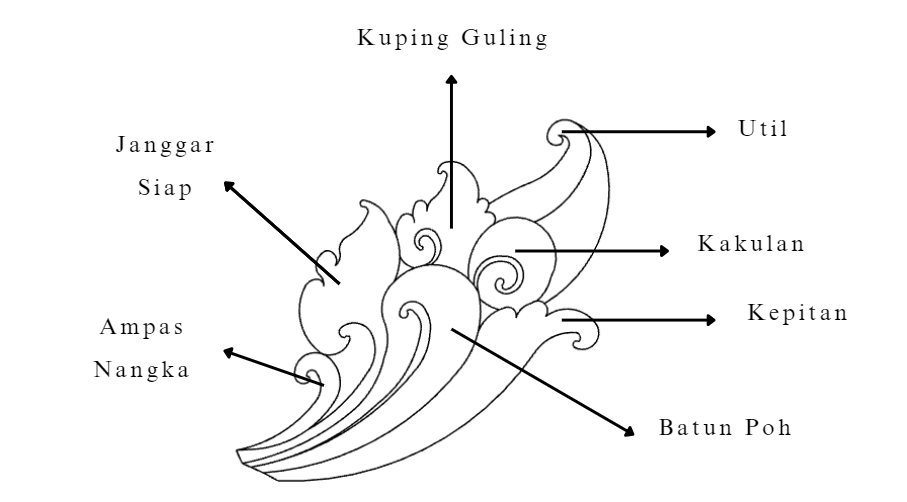 Kuping Guling
Util
Janggar
Siap
Kakulan
Kepitan
Ampas
Nangka
Batun Poh